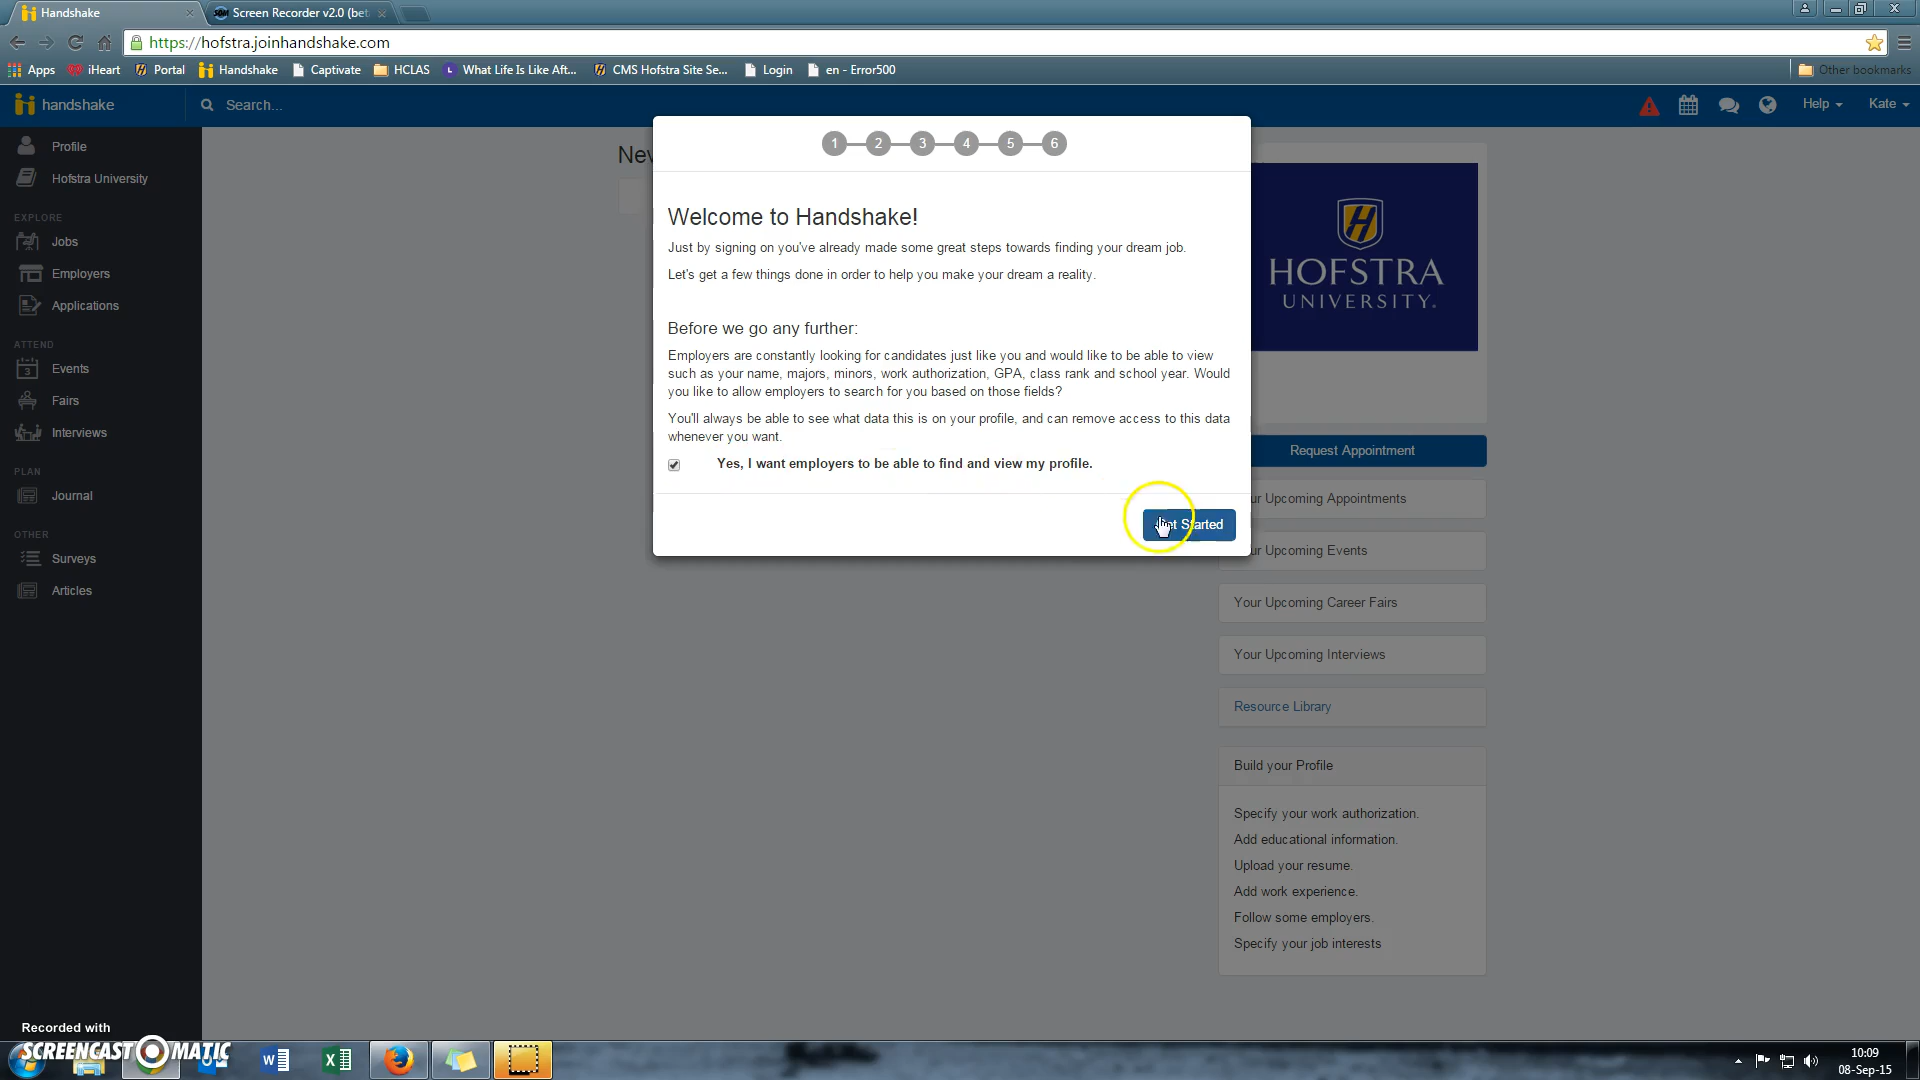 Handshake
Screen Recorder v2.0 (bet
https://hofstra.joinhandshake.com
Apps
iHeart
Portal
Handshake
Captivate
HCLAS
What Life Is Like Aft...
CMS Hofstra Site Se...
Login
en - Error500
Other bookmarks
handshake
Search...
Help
Kate
Profile
Hofstra University
EXPLORE
Jobs
Employers
Applications
ATTEND
Events
Fairs
Interviews
PLAN
Journal
OTHER
Surveys
Articles
1 2 3 4 5 6
Welcome to Handshake!
Just by signing on you've already made some great steps towards finding your dream job.
Let's get a few things done in order to help you make your dream a reality.
Before we go any further:
Employers are constantly looking for candidates just like you and would like to be able to view
such as your name, majors, minors, work authorization, GPA, class rank and school year. Would
you like to allow employers to search for you based on those fields?
You'll always be able to see what data this is on your profile, and can remove access to this data
whenever you want.
Yes, I want employers to be able to find and view my profile.
Started
HOFSTRA
UNIVERSITY.
Request Appointment
ur Upcoming Appointments
ur Upcoming Events
Your Upcoming Career Fairs
Your Upcoming Interviews
Resource Library
Build your Profile
Specify your work authorization.
Add educational information.
Upload your resume.
Add work experience.
Follow some employers.
Specify your job interests
Recorded with
SCREENCAST-O-MATIC
10:09
08-Sep-15